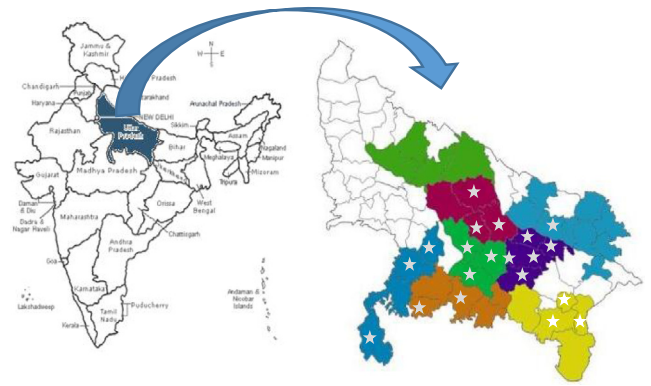 Jammu &
Kashmir
N
W
E
S
Chandigarh
Punjab
Pradesh
Haryana
NEW DELHI
Arunachal Pradesh
Sikkim
Uttar
Pradesh
Rajasthan
Assam
Bihar
Nagaland
Meghalaya
Manipur
Gujarat
Madhya Pradesh
Tripura
Mizoram
Daman
& Diu
Dadra &
Nagar Haveli
Orissa
West
Bengal
Maharashtra
Chattisgarh
Andhra
Pradesh
Goa
Karnataka
Andaman &
Nicobar
Islands
Lakshadweep
Puducherry
Tamil
Nadu
Kerala